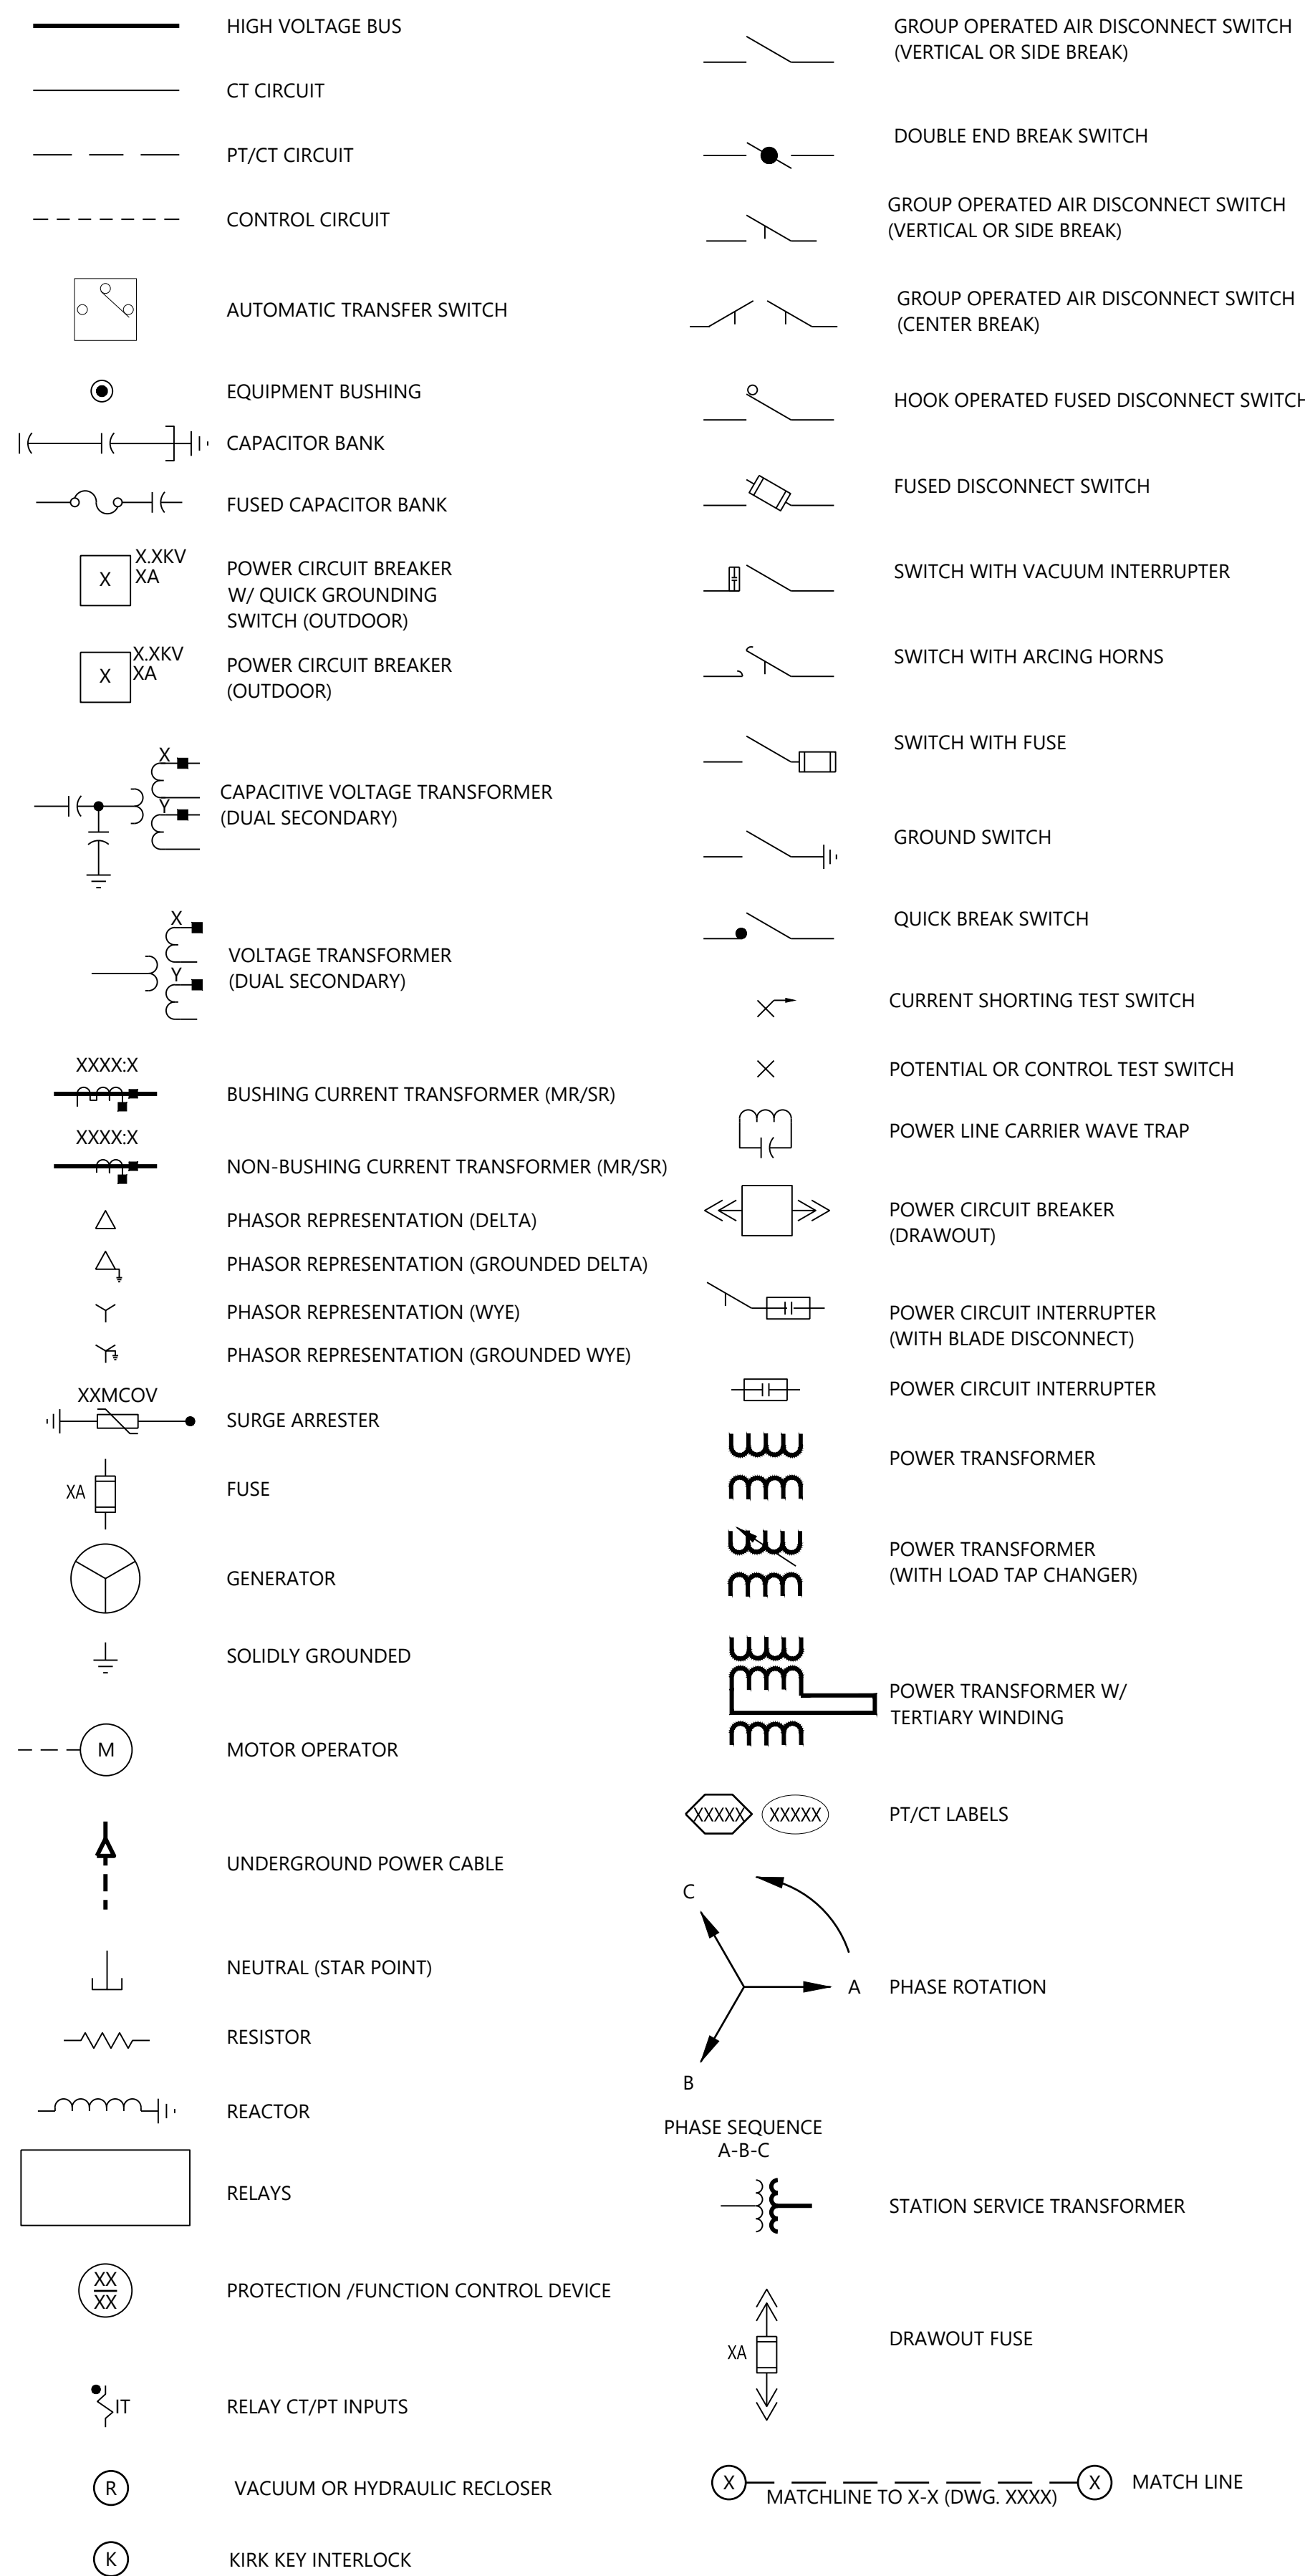 HIGH VOLTAGE BUS
CT CIRCUIT
PT/CT CIRCUIT
CONTROL CIRCUIT
AUTOMATIC TRANSFER SWITCH
EQUIPMENT BUSHING
CAPACITOR BANK
FUSED CAPACITOR BANK
X
X.XKV
XA
POWER CIRCUIT BREAKER
W/ QUICK GROUNDING
SWITCH (OUTDOOR)
X
X.XKV
XA
POWER CIRCUIT BREAKER
(OUTDOOR)
X
Y
CAPACITIVE VOLTAGE TRANSFORMER
(DUAL SECONDARY)
X
Y
VOLTAGE TRANSFORMER
(DUAL SECONDARY)
XXXX:X
BUSHING CURRENT TRANSFORMER (MR/SR)
XXXX:X
NON-BUSHING CURRENT TRANSFORMER (MR/SR)
PHASOR REPRESENTATION (DELTA)
PHASOR REPRESENTATION (GROUNDED DELTA)
PHASOR REPRESENTATION (WYE)
PHASOR REPRESENTATION (GROUNDED WYE)
XXMCOV
SURGE ARRESTER
XA
FUSE
GENERATOR
SOLIDLY GROUNDED
M
MOTOR OPERATOR
UNDERGROUND POWER CABLE
NEUTRAL (STAR POINT)
RESISTOR
REACTOR
RELAYS
XX
XX
PROTECTION /FUNCTION CONTROL DEVICE
IT
RELAY CT/PT INPUTS
R
VACUUM OR HYDRAULIC RECLOSER
K
KIRK KEY INTERLOCK
GROUP OPERATED AIR DISCONNECT SWITCH
(VERTICAL OR SIDE BREAK)
DOUBLE END BREAK SWITCH
GROUP OPERATED AIR DISCONNECT SWITCH
(VERTICAL OR SIDE BREAK)
GROUP OPERATED AIR DISCONNECT SWITCH
(CENTER BREAK)
HOOK OPERATED FUSED DISCONNECT SWITCH
FUSED DISCONNECT SWITCH
SWITCH WITH VACUUM INTERRUPTER
SWITCH WITH ARCING HORNS
SWITCH WITH FUSE
GROUND SWITCH
QUICK BREAK SWITCH
CURRENT SHORTING TEST SWITCH
POTENTIAL OR CONTROL TEST SWITCH
POWER LINE CARRIER WAVE TRAP
POWER CIRCUIT BREAKER
(DRAWOUT)
POWER CIRCUIT INTERRUPTER
(WITH BLADE DISCONNECT)
POWER CIRCUIT INTERRUPTER
POWER TRANSFORMER
POWER TRANSFORMER
(WITH LOAD TAP CHANGER)
POWER TRANSFORMER W/
TERTIARY WINDING
XXXXX XXXXX
PT/CT LABELS
C
A
PHASE ROTATION
B
PHASE SEQUENCE
A-B-C
STATION SERVICE TRANSFORMER
XA
DRAWOUT FUSE
X X
MATCH LINE
MATCHLINE TO X-X (DWG. XXXX)